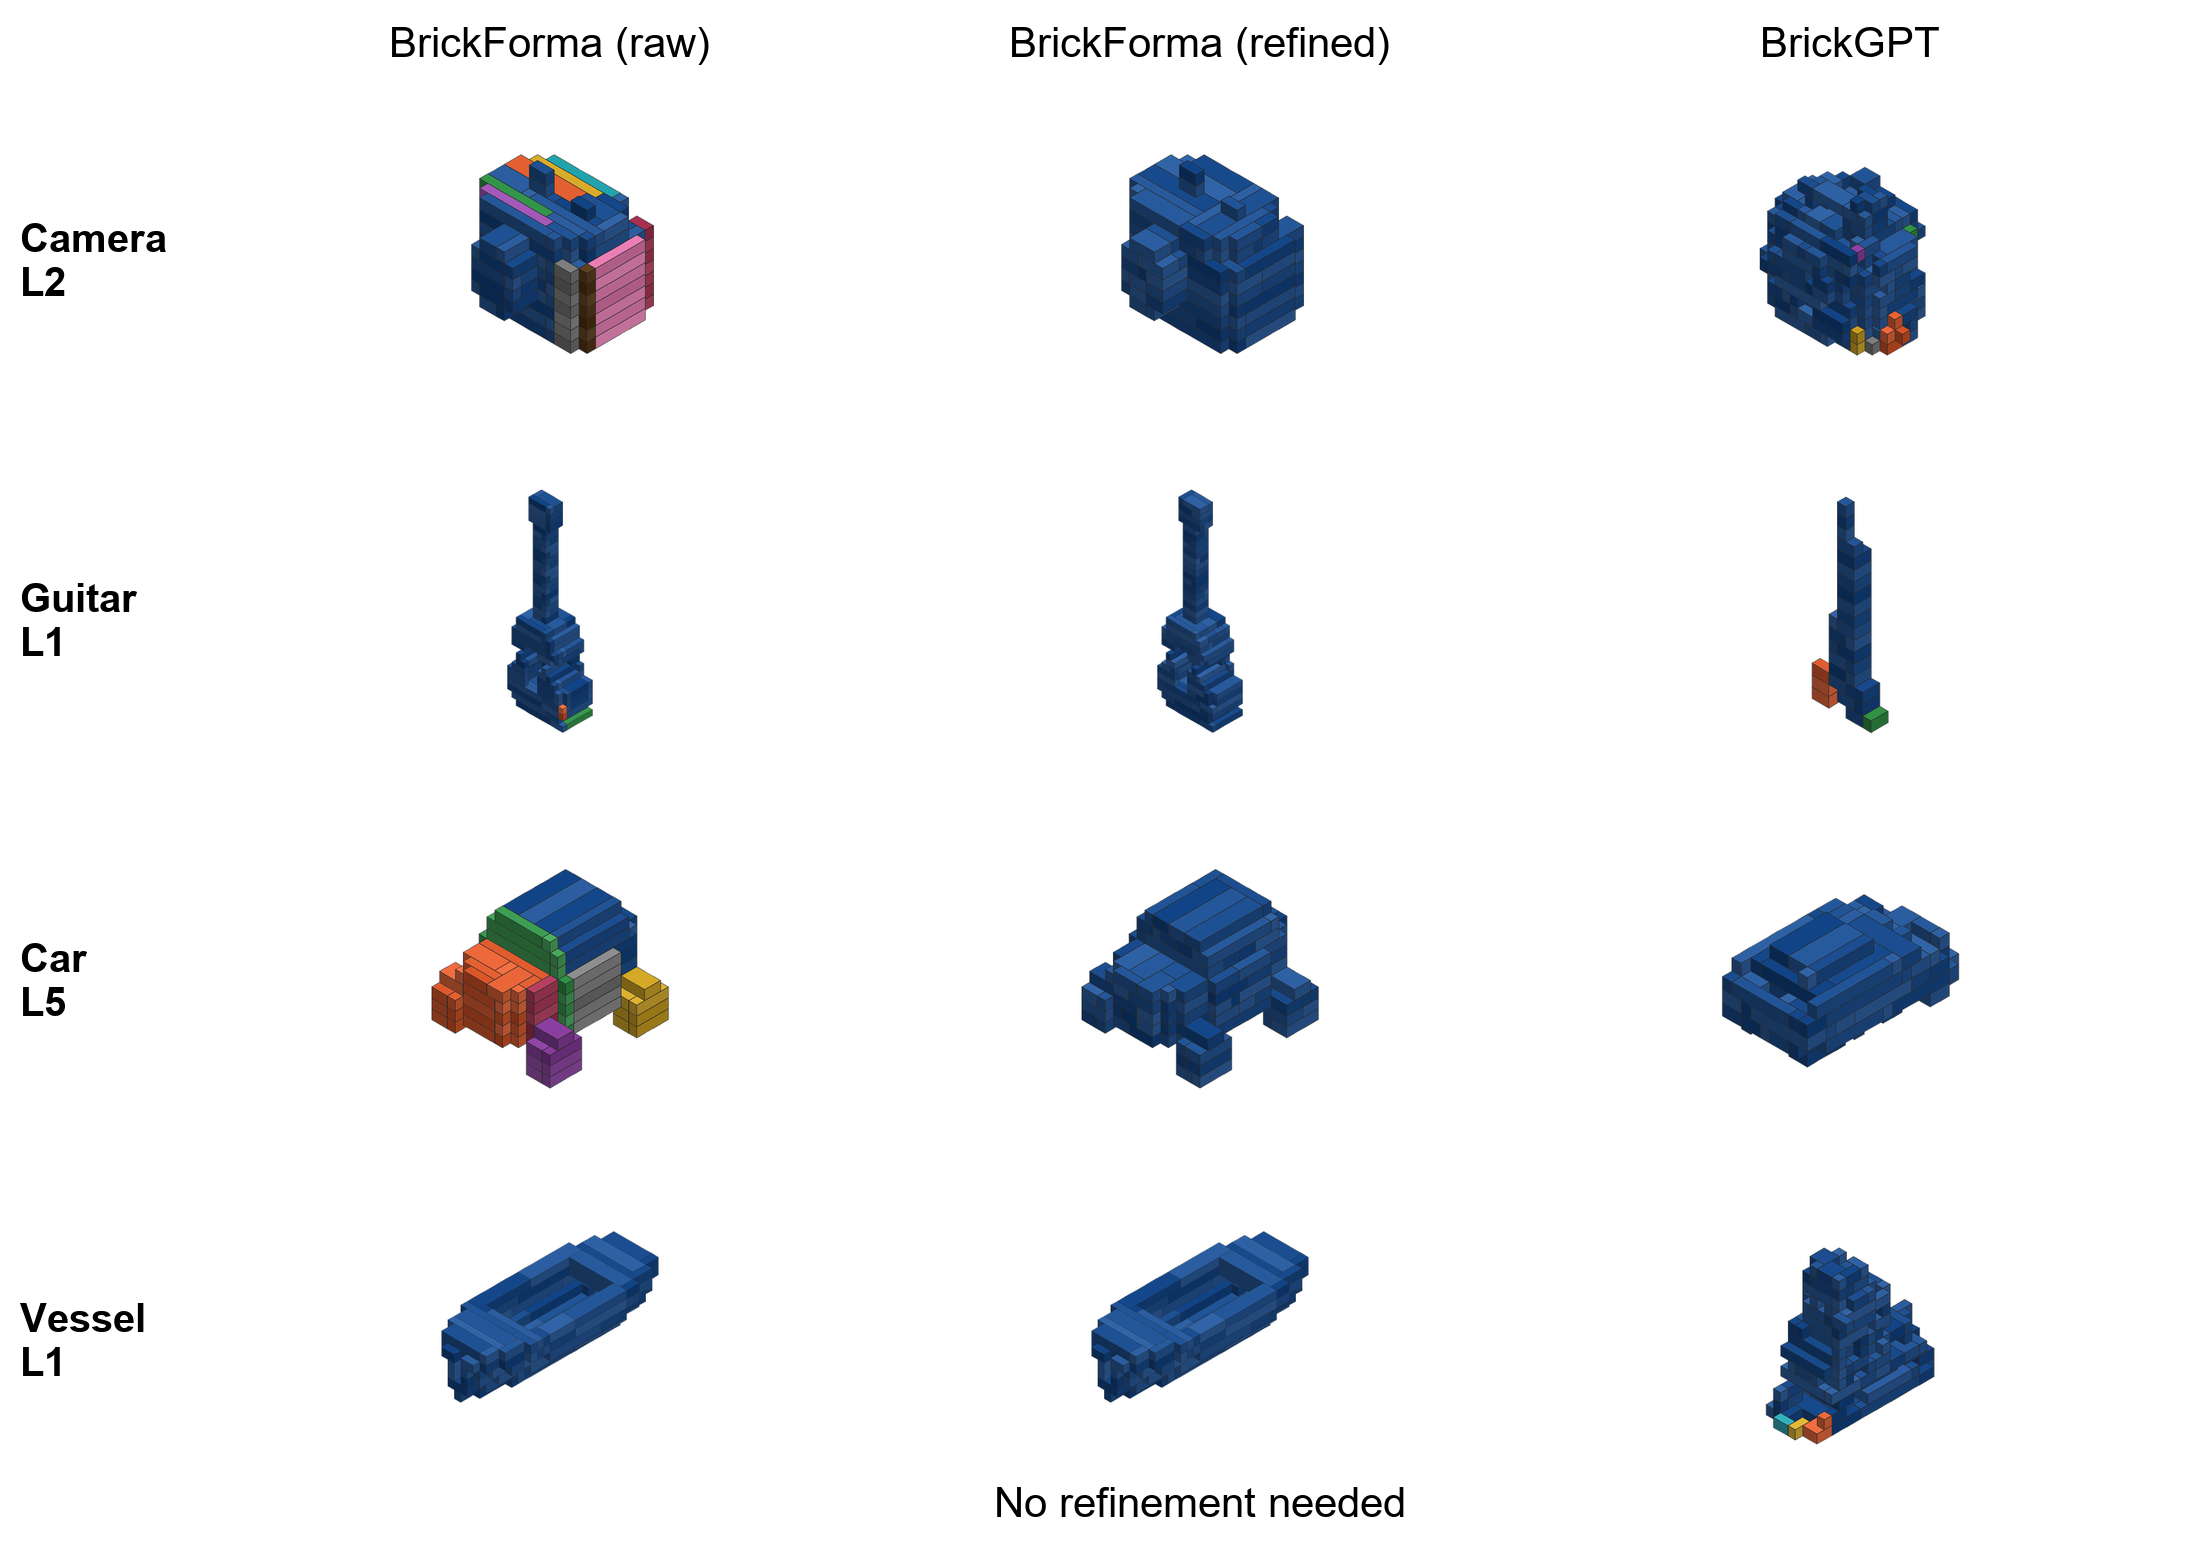 BrickForma (raw)
BrickForma (refined)
BrickGPT
Camera
L2
Guitar
L1
Car
L5
Vessel
L1
No refinement needed